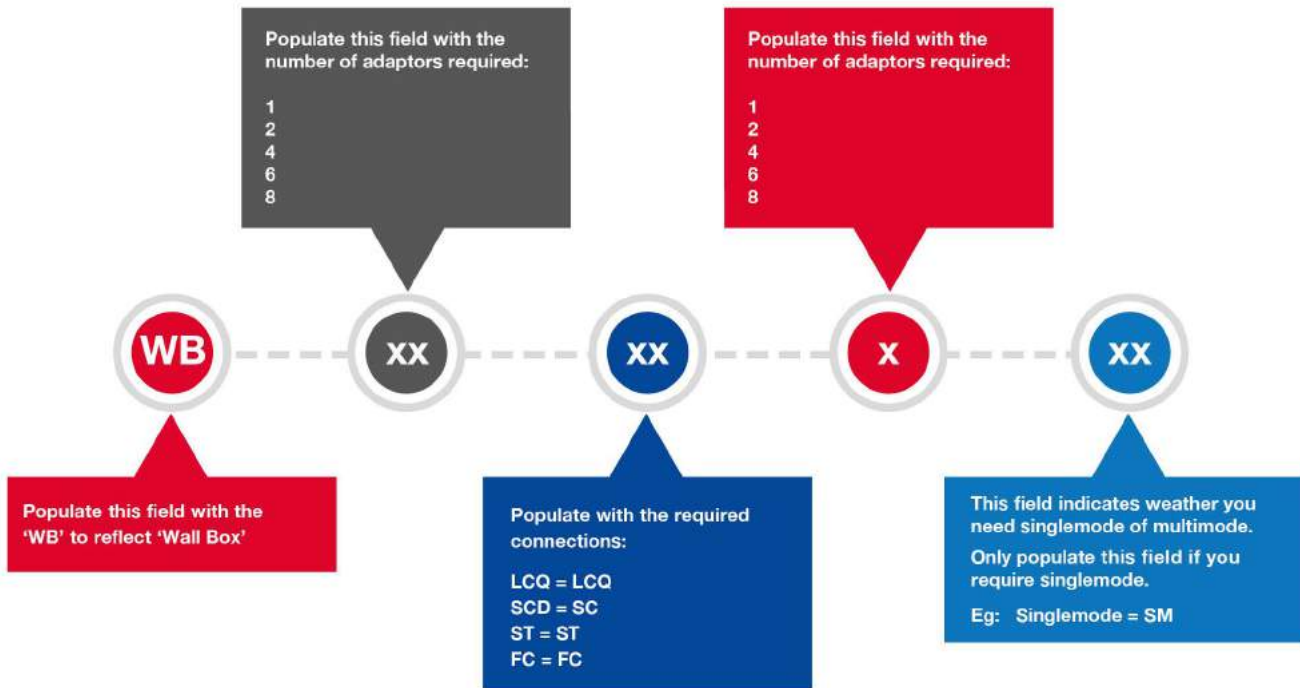 Populate this field with the
number of adaptors required:
1
2
4
6
8
Populate this field with the
number of adaptors required:
1
2
4
6
8
WB
xx
xx
x
xx
Populate this field with the
‘WB’ to reflect ‘Wall Box’
Populate with the required
connections:
LCQ = LCQ
SCD = SC
ST = ST
FC = FC
This field indicates weather you
need singlemode of multimode.
Only populate this field if you
require singlemode.
Eg: Singlemode = SM